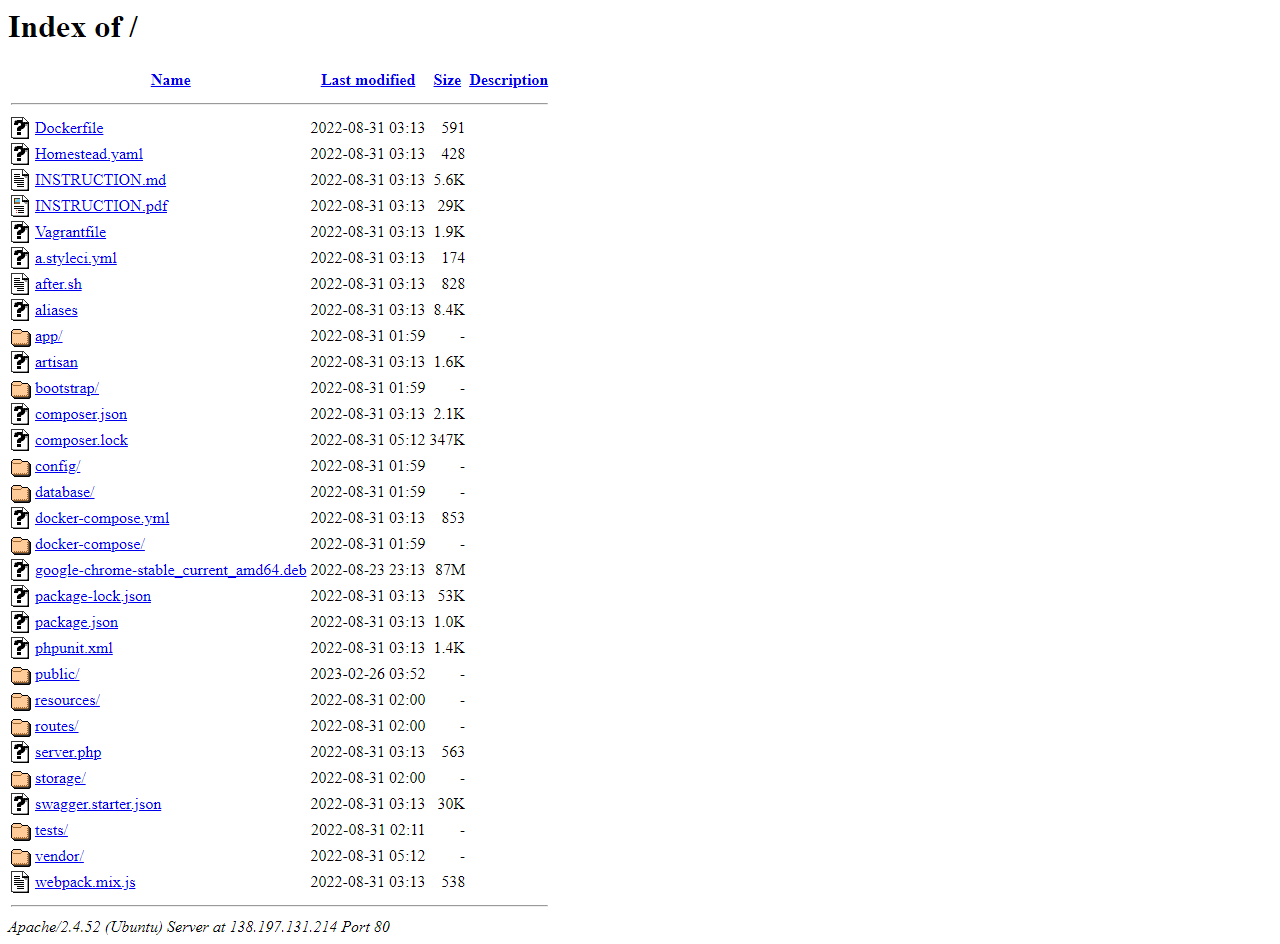 Index of /
Name Last modified Size Description
Dockerfile 2022-08-31 03:13 591
Homestead.yaml 2022-08-31 03:13 428
INSTRUCTION.md 2022-08-31 03:13 5.6K
INSTRUCTION.pdf 2022-08-31 03:13 29K
Vagrantfile 2022-08-31 03:13 1.9K
a.styleci.yml 2022-08-31 03:13 174
after.sh 2022-08-31 03:13 828
aliases 2022-08-31 03:13 8.4K
app/ 2022-08-31 01:59 -
artisan 2022-08-31 03:13 1.6K
bootstrap/ 2022-08-31 01:59 -
composer.json 2022-08-31 03:13 2.1K
composer.lock 2022-08-31 05:12 347K
config/ 2022-08-31 01:59 -
database/ 2022-08-31 01:59 -
docker-compose.yml 2022-08-31 03:13 853
docker-compose/ 2022-08-31 01:59 -
google-chrome-stable_current_amd64.deb 2022-08-23 23:13 87M
package-lock.json 2022-08-31 03:13 53K
package.json 2022-08-31 03:13 1.0K
phpunit.xml 2022-08-31 03:13 1.4K
public/ 2023-02-26 03:52 -
resources/ 2022-08-31 02:00 -
routes/ 2022-08-31 02:00 -
server.php 2022-08-31 03:13 563
storage/ 2022-08-31 02:00 -
swagger.starter.json 2022-08-31 03:13 30K
tests/ 2022-08-31 02:11 -
vendor/ 2022-08-31 05:12 -
webpack.mix.js 2022-08-31 03:13 538
Apache/2.4.52 (Ubuntu) Server at 138.197.131.214 Port 80